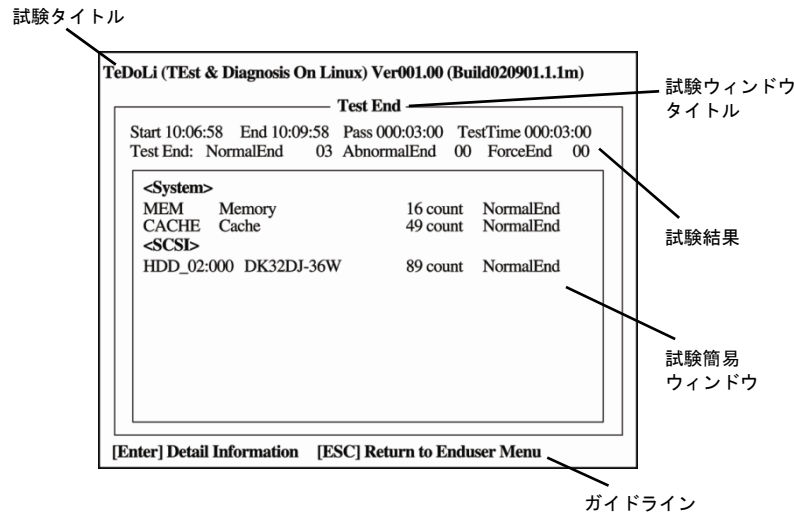 試験タイトル
TeDoLi (TEst & Diagnosis On Linux) Ver001.00 (Build020901.1.1m)
試験ウィンドウ
タイトル
Test End
Start 10:06:58 End 10:09:58 Pass 000:03:00 TestTime 000:03:00
Test End: NormalEnd 03 AbnormalEnd 00 ForceEnd 00
試験結果
<System>
MEM Memory 16 count NormalEnd
CACHE Cache 49 count NormalEnd
<SCSI>
HDD_02:000 DK32DJ-36W 89 count NormalEnd
試験簡易
ウィンドウ
[Enter] Detail Information [ESC] Return to Enduser Menu
ガイドライン